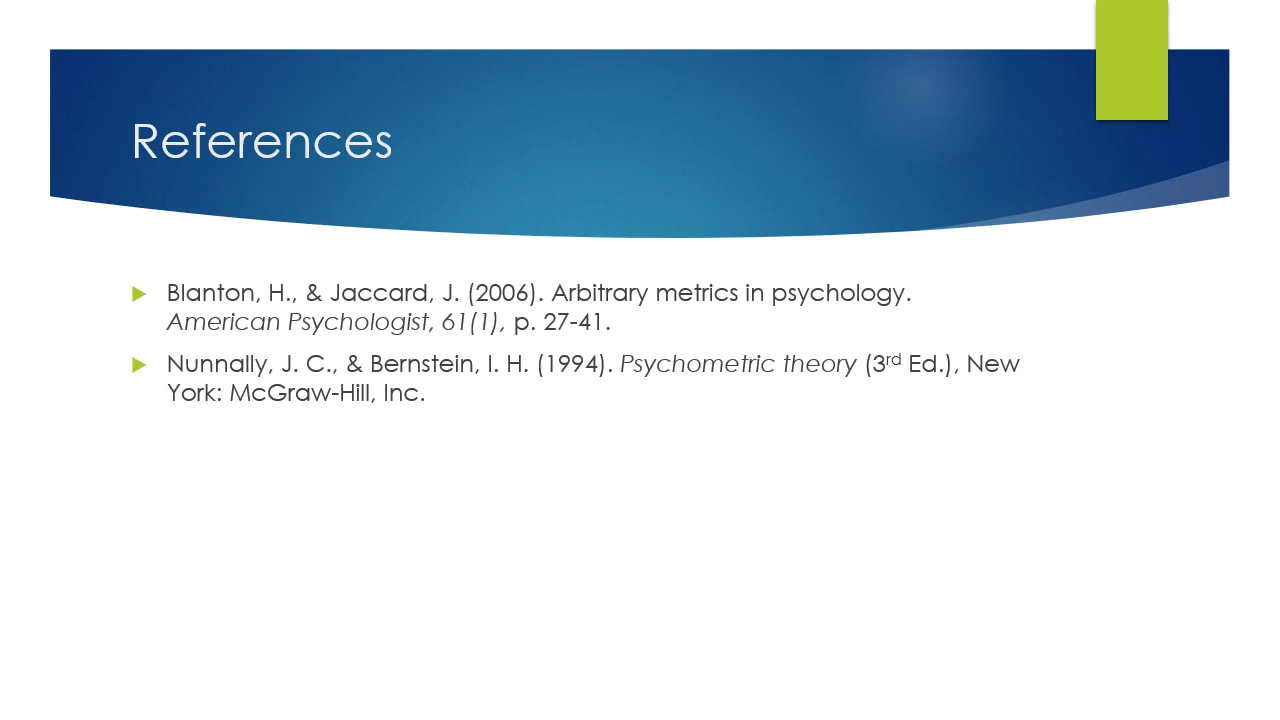 References
Blanton, H., & Jaccard, J. (2006). Arbitrary metrics in psychology.
American Psychologist, 61(1), p. 27-41.
Nunnally, J. C., & Bernstein, I. H. (1994). Psychometric theory (3rd Ed.), New
York: McGraw-Hill, Inc.